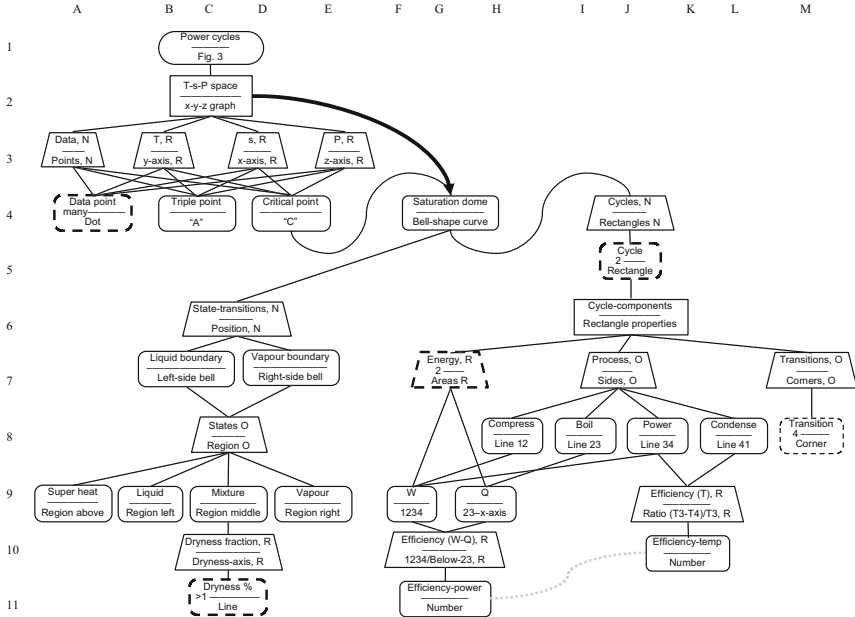 A B C D E F G H I J K L M
1
Power cycles
Fig. 3
2
T-s-P space
x-y-z graph
3
Data, N
Points, N
T, R
y-axis, R
s, R
x-axis, R
P, R
z-axis, R
4
Data point
many
Dot
Triple point
“A”
Critical point
“C”
Saturation dome
Bell-shape curve
Cycles, N
Rectangles N
5
Cycle
2
Rectangle
6
State-transitions, N
Position, N
Cycle-components
Rectangle properties
7
Liquid boundary
Left-side bell
Vapour boundary
Right-side bell
Energy, R
2
Areas R
Process, O
Sides, O
Transitions, O
Corners, O
8
States O
Region O
Compress
Line 12
Boil
Line 23
Power
Line 34
Condense
Line 41
Transition
4
Corner
9
Super heat
Region above
Liquid
Region left
Mixture
Region middle
Vapour
Region right
W
1234
Q
23–x-axis
Efficiency (T), R
Ratio (T3-T4)/T3, R
10
Dryness fraction, R
Dryness-axis, R
Efficiency (W-Q), R
1234/Below-23, R
Efficiency-temp
Number
11
Dryness %
>1
Line
Efficiency-power
Number